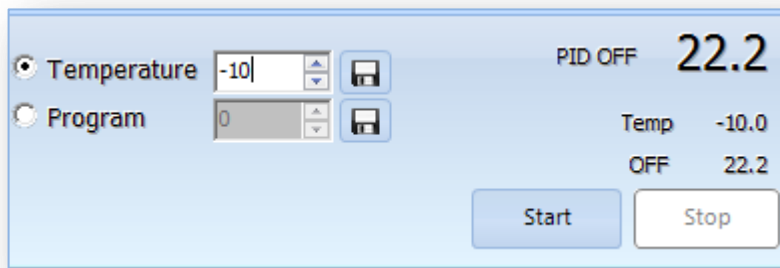 Temperature -10 PID OFF 22.2
Program 0 Temp -10.0
OFF 22.2
Start Stop